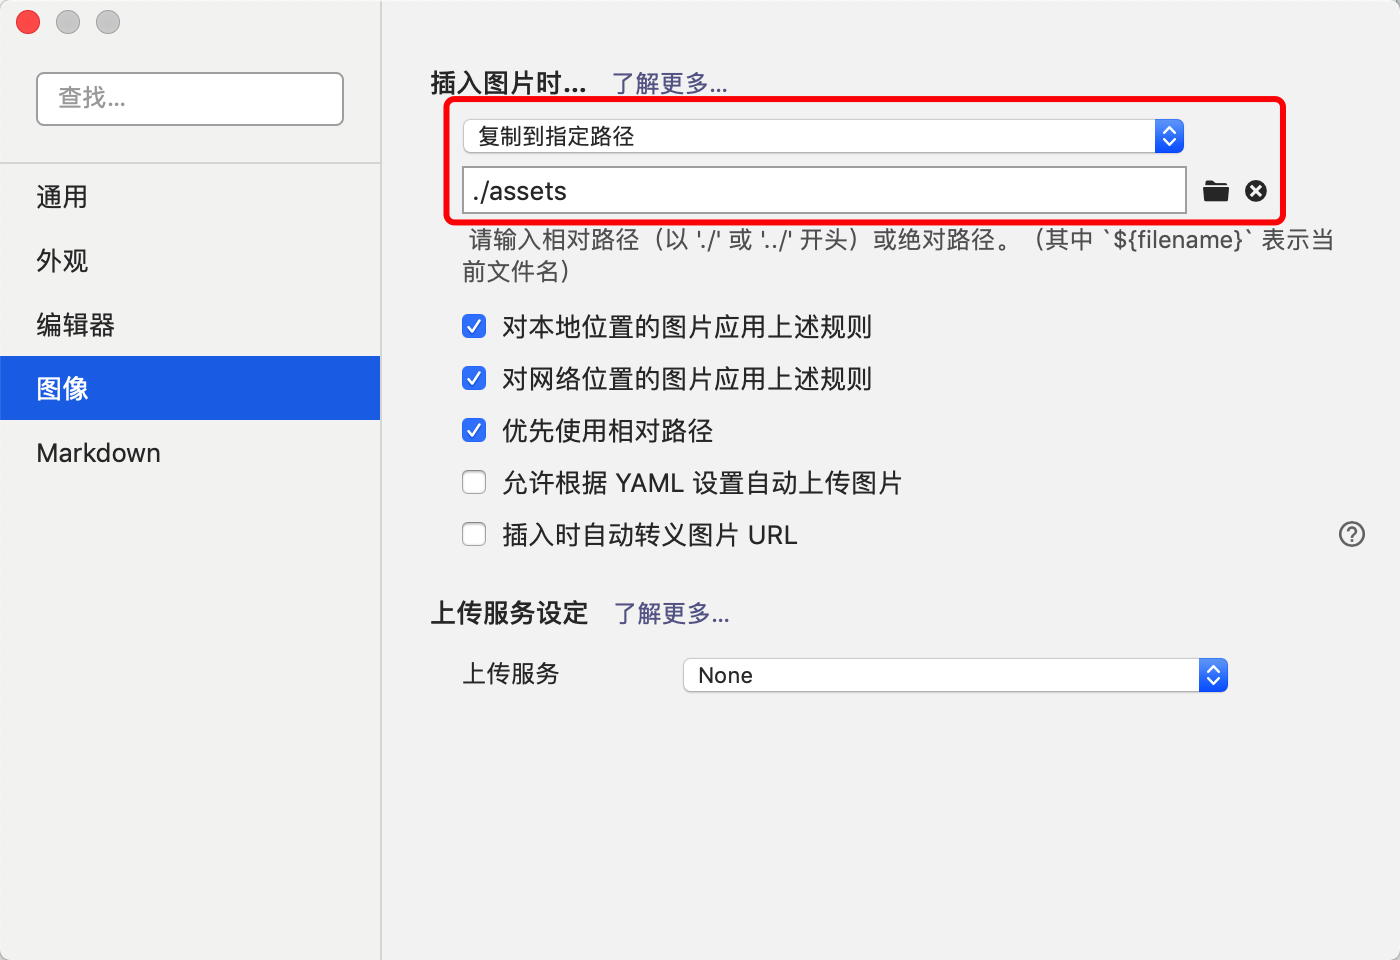 查找...
通用
外观
编辑器
图像
Markdown
插入图片时... 了解更多...
复制到指定路径
./assets
请输入相对路径（以 './' 或 '../' 开头）或绝对路径。（其中 `${filename}` 表示当
前文件名）
对本地位置的图片应用上述规则
对网络位置的图片应用上述规则
优先使用相对路径
允许根据 YAML 设置自动上传图片
插入时自动转义图片 URL
上传服务设定 了解更多...
上传服务 None